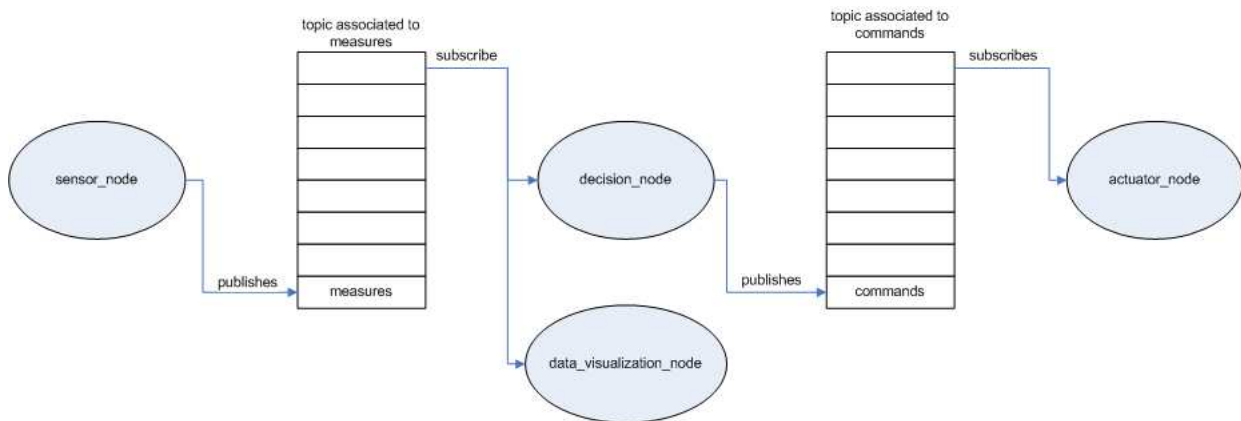 topic associated to
measures
subscribe
topic associated to
commands
subscribes
sensor_node
decision_node
actuator_node
publishes
measures
publishes
commands
data_visualization_node